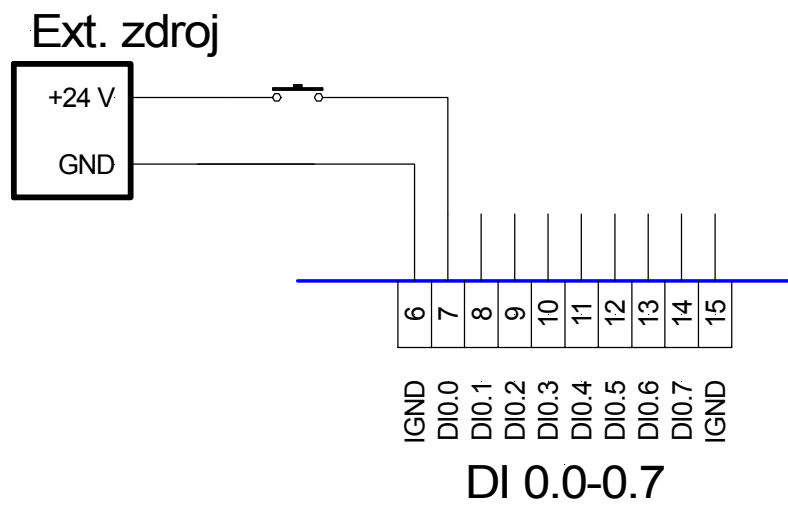 Ext. zdroj
+24 V
GND
6 7 8 9 10 11 12 13 14 15
IGND DI0.0 DI0.1 DI0.2 DI0.3 DI0.4 DI0.5 DI0.6 DI0.7 IGND
DI 0.0-0.7